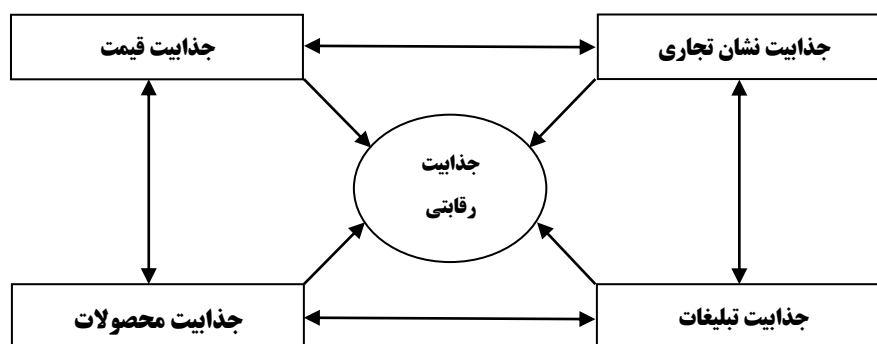 جذابیت نشان تجاری
جذابیت قیمت
جذابیت
رقابتی
جذابیت تبلیغات
جذابیت محصولات